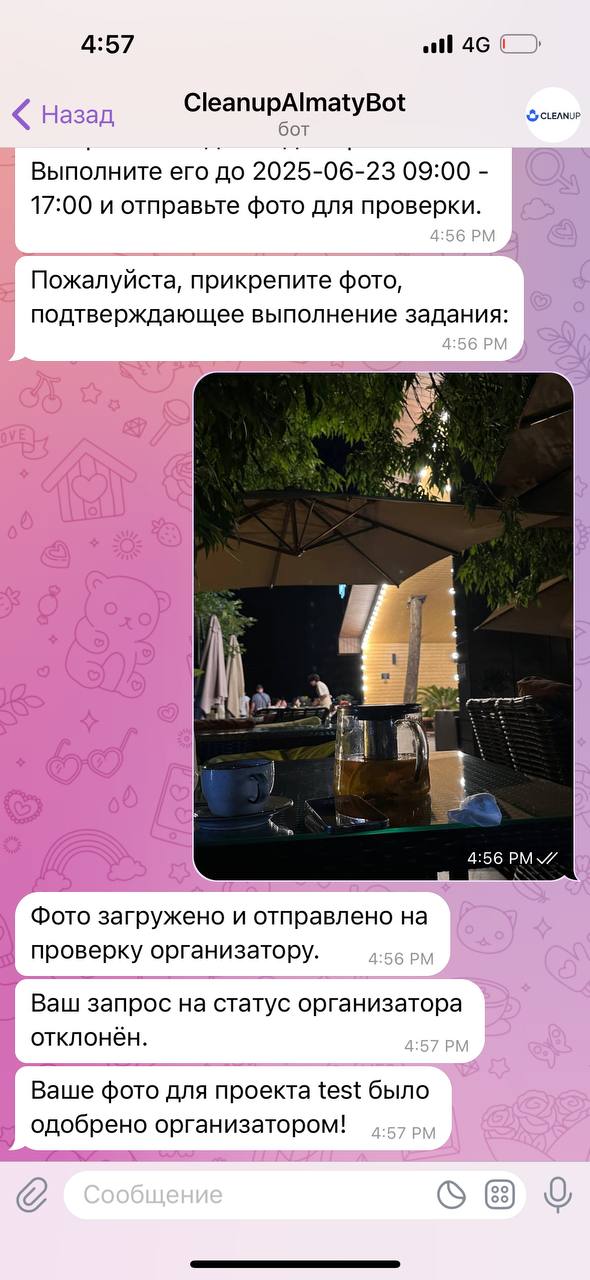 4:57
4G
Назад
CleanupAlmatyBot
бот
CLEANUP
Выполните его до 2025-06-23 09:00 -
17:00 и отправьте фото для проверки.
4:56 PM
Пожалуйста, прикрепите фото,
подтверждающее выполнение задания:
4:56 PM
4:56 PM
Фото загружено и отправлено на
проверку организатору.
4:56 PM
Ваш запрос на статус организатора
отклонён.
4:57 PM
Ваше фото для проекта test было
одобрено организатором!
4:57 PM
Сообщение